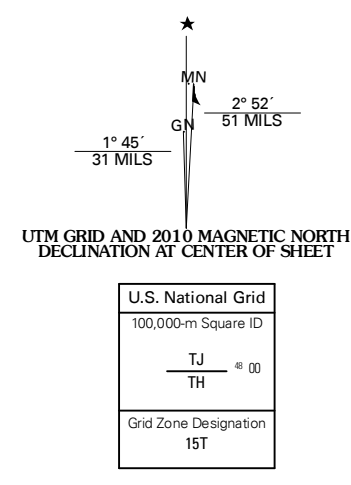 MN
2° 52´
51 MILS
GN
1° 45´
31 MILS
UTM GRID AND 2010 MAGNETIC NORTH
DECLINATION AT CENTER OF SHEET
U.S. National Grid
100,000-m Square ID
TJ
48 00
TH
Grid Zone Designation
15T